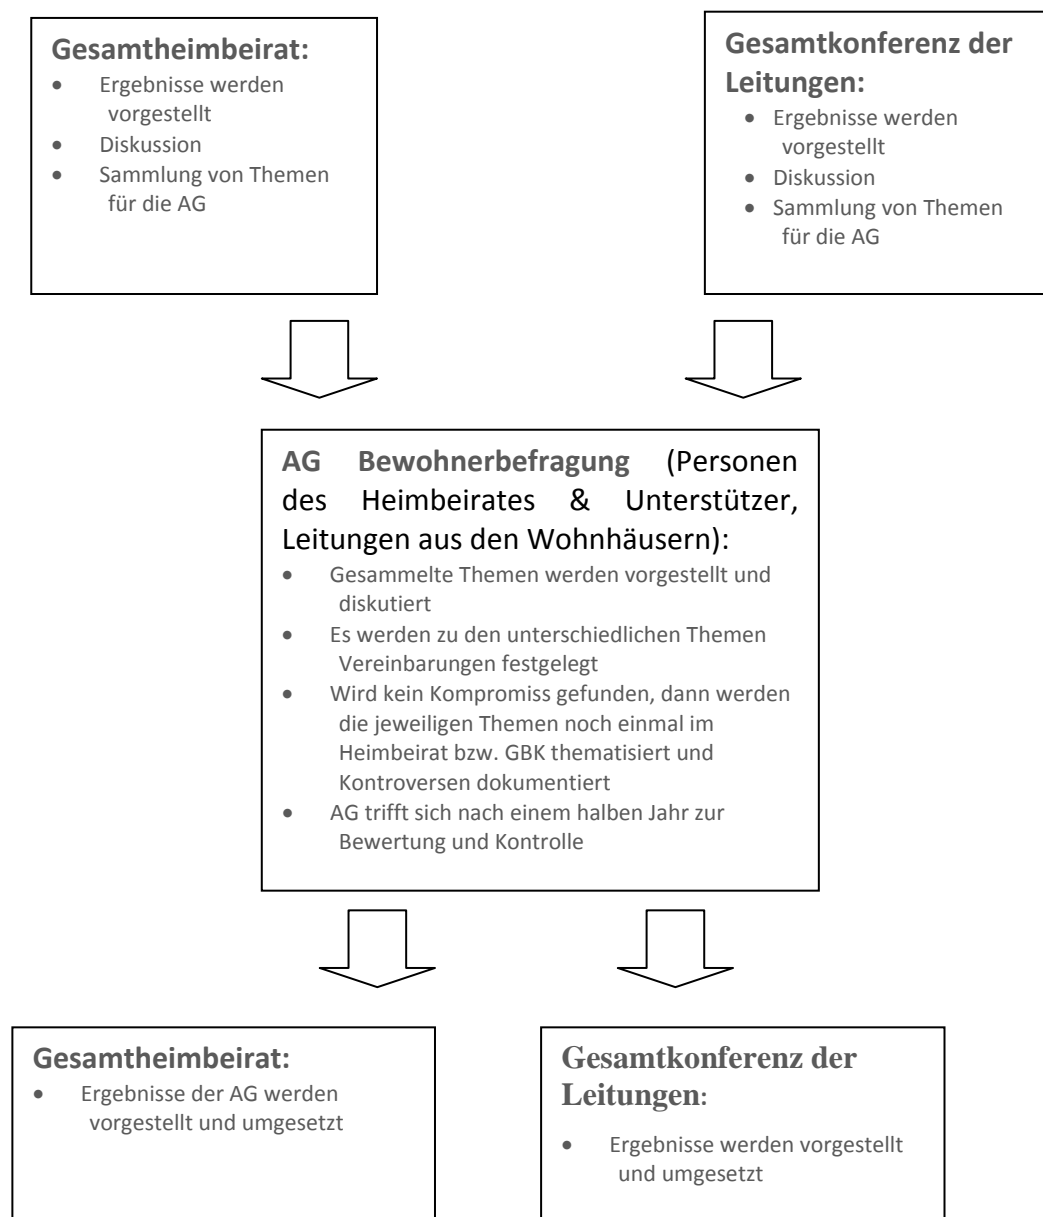 Gesamtheimbeirat:
• Ergebnisse werden
vorgestellt
• Diskussion
• Sammlung von Themen
für die AG
Gesamtkonferenz der
Leitungen:
• Ergebnisse werden
vorgestellt
• Diskussion
• Sammlung von Themen
für die AG
AG Bewohnerbefragung (Personen
des Heimbeirates & Unterstützer,
Leitungen aus den Wohnhäusern):
• Gesammelte Themen werden vorgestellt und
diskutiert
• Es werden zu den unterschiedlichen Themen
Vereinbarungen festgelegt
• Wird kein Kompromiss gefunden, dann werden
die jeweiligen Themen noch einmal im
Heimbeirat bzw. GBK thematisiert und
Kontroversen dokumentiert
• AG trifft sich nach einem halben Jahr zur
Bewertung und Kontrolle
Gesamtheimbeirat:
• Ergebnisse der AG werden
vorgestellt und umgesetzt
Gesamtkonferenz der
Leitungen:
• Ergebnisse werden vorgestellt
und umgesetzt